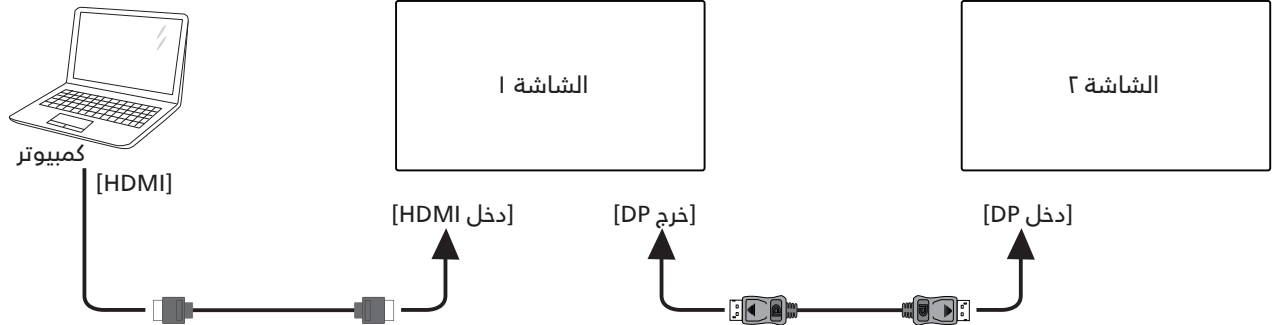 الشاشة ١
الشاشة ٢
كمبيوتر
[HDMI]
[دخل HDMI]
[خرج DP]
[دخل DP]